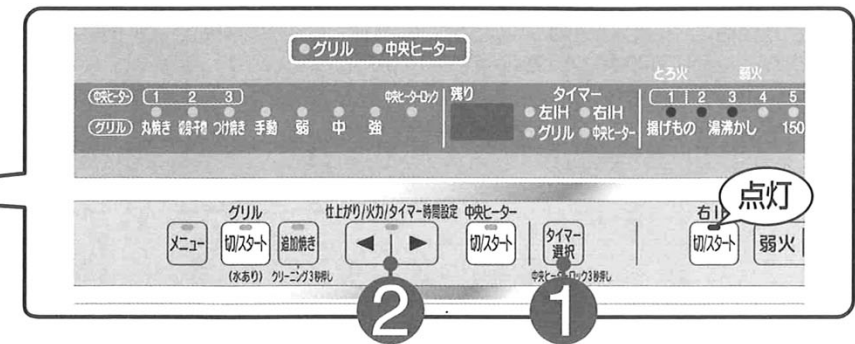 グリル 中央ヒーター
とろ火 弱火
中央ヒーター 1 2 3 中央ヒーターロック 残り タイマー 1 2 3 4 5
左IH 右IH
グリル 丸焼き 切身・干物 つけ焼き 手動 弱 中 強 グリル 中央ヒーター 揚げもの 湯沸かし 150
点灯
グリル 仕上がり/火力/タイマー時間設定 中央ヒーター 右I
メニュー 切/スタート 追加焼き ◀ ▶ 切/スタート タイマー選択 切/スタート 弱火
(水あり) クリーニング3秒押し 中央ヒーターロック3秒押し
2 1